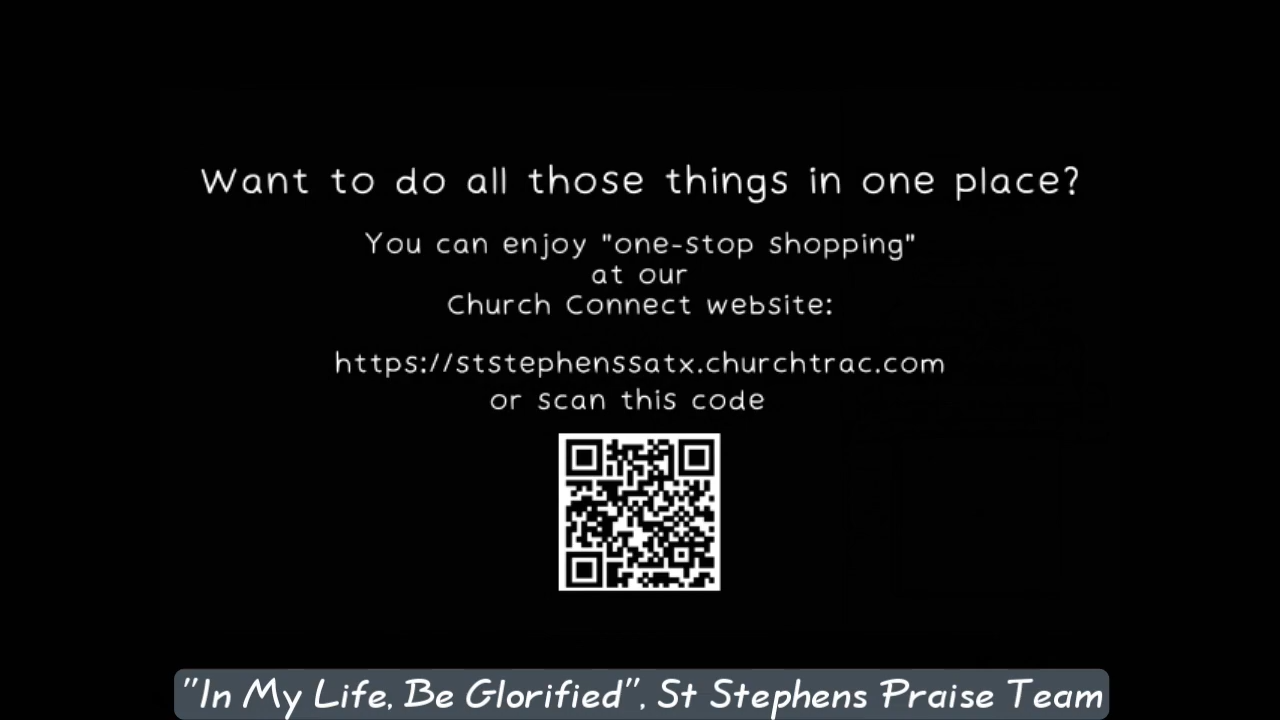 Want to do all those things in one place?
You can enjoy "one-stop shopping"
at our
Church Connect website:
https://ststephenssatx.churchtrac.com
or scan this code
"In My Life, Be Glorified", St Stephens Praise Team